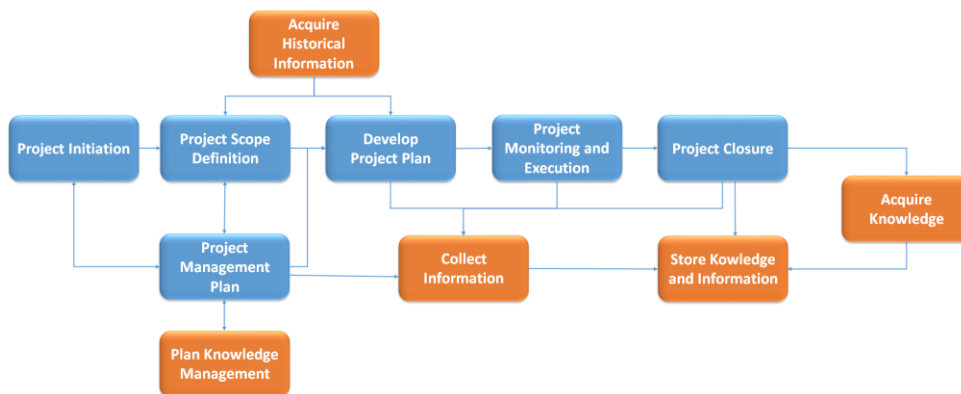 Acquire
Historical
Information
Project Initiation
Project Scope
Definition
Develop
Project Plan
Project
Monitoring and
Execution
Project Closure
Acquire
Knowledge
Project
Management
Plan
Collect
Information
Store Kowledge
and Information
Plan Knowledge
Management